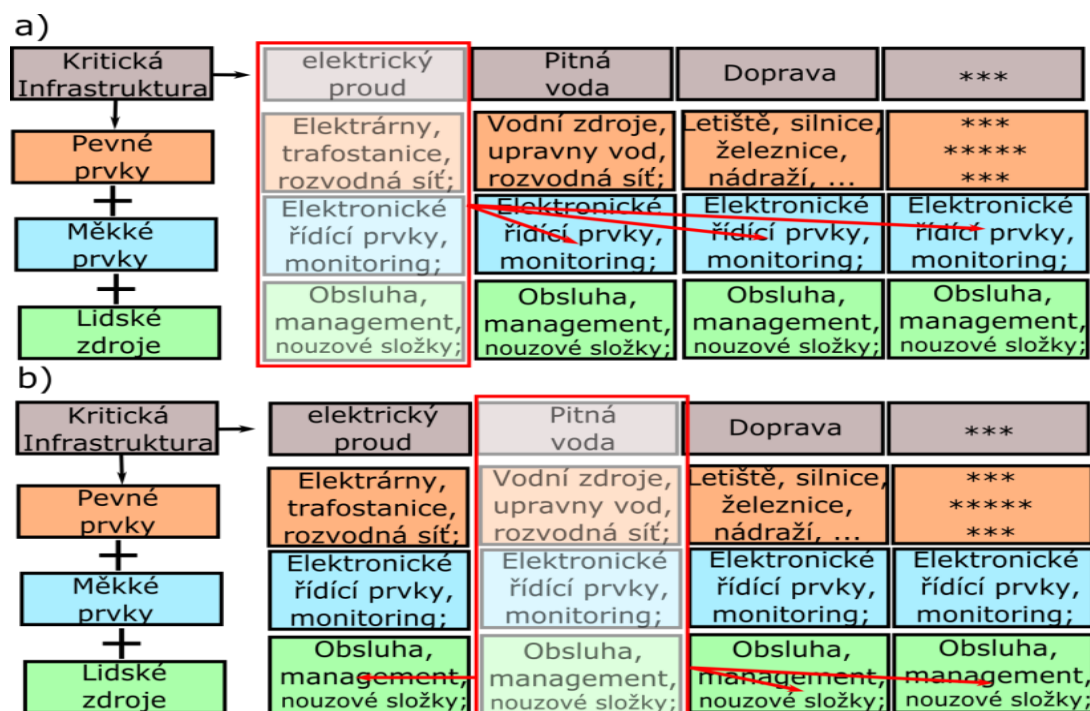 a)
Kritická
Infrastruktura
elektrický
proud
Pitná
voda
Doprava
***
Pevné
prvky
Elektrárny,
trafostanice,
rozvodná síť;
Vodní zdroje,
upravny vod,
rozvodná síť;
Letiště, silnice,
železnice,
nádraží, ...
***
*****
***
+
Měkké
prvky
Elektronické
řídící prvky,
monitoring;
Elektronické
řídící prvky,
monitoring;
Elektronické
řídící prvky,
monitoring;
Elektronické
řídící prvky,
monitoring;
+
Lidské
zdroje
Obsluha,
management,
nouzové složky;
Obsluha,
management,
nouzové složky;
Obsluha,
management,
nouzové složky;
Obsluha,
management,
nouzové složky;
b)
Kritická
Infrastruktura
elektrický
proud
Pitná
voda
Doprava
***
Pevné
prvky
Elektrárny,
trafostanice,
rozvodná síť;
Vodní zdroje,
upravny vod,
rozvodná síť;
Letiště, silnice,
železnice,
nádraží, ...
***
*****
***
+
Měkké
prvky
Elektronické
řídící prvky,
monitoring;
Elektronické
řídící prvky,
monitoring;
Elektronické
řídící prvky,
monitoring;
Elektronické
řídící prvky,
monitoring;
+
Lidské
zdroje
Obsluha,
management,
nouzové složky;
Obsluha,
management,
nouzové složky;
Obsluha,
management,
nouzové složky;
Obsluha,
management,
nouzové složky;